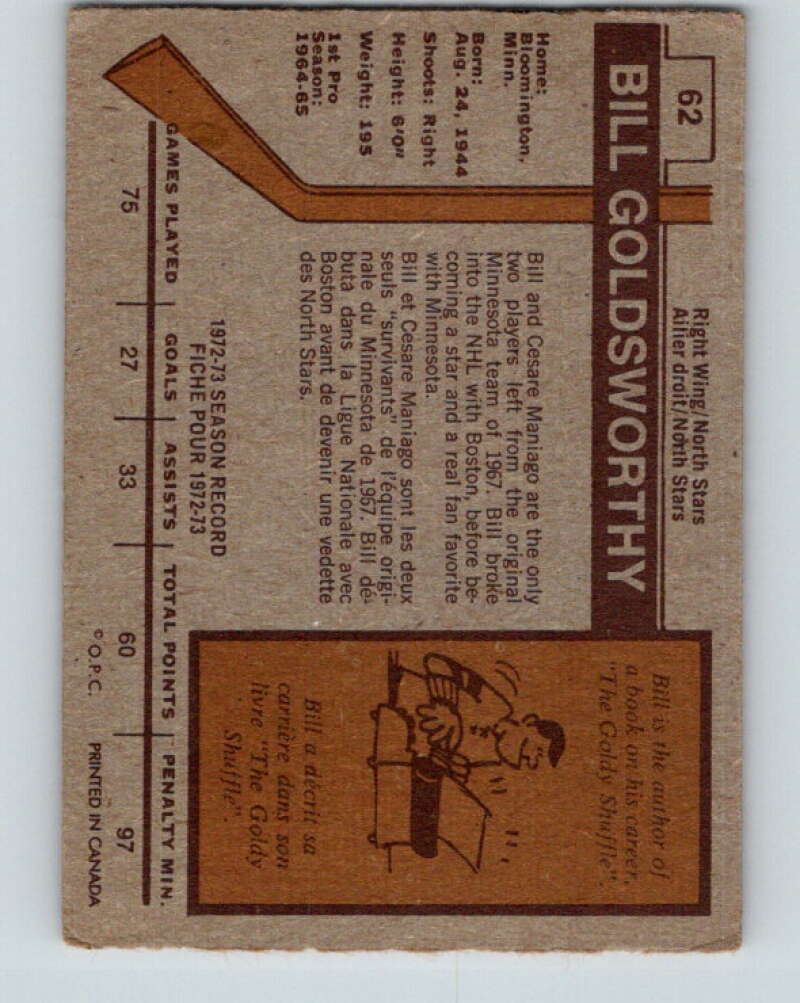 62
Right Wing/North Stars
Ailier droit/North Stars
BILL GOLDSWORTHY
Home:
Bloomington,
Minn.
Born:
Aug. 24, 1944
Shoots: Right
Height: 6'0"
Weight: 195
1st Pro
Season:
1964-65
Bill and Cesare Maniago are the only
two players left from the original
Minnesota team of 1967. Bill broke
into the NHL with Boston, before be-
coming a star and a real fan favorite
with Minnesota.
Bill et Cesare Maniago sont les deux
seuls "survivants" de l'équipe origi-
nale du Minnesota de 1967. Bill dé-
buta dans la Ligue Nationale avec
Boston avant de devenir une vedette
des North Stars.
Bill is the author of
a book on his career,
"The Goldy Shuffle".
Bill a décrit sa
carrière dans son
livre "The Goldy
Shuffle".
1972-73 SEASON RECORD
FICHE POUR 1972-73
GAMES PLAYED GOALS ASSISTS TOTAL POINTS PENALTY MIN.
75 27 33 60 97
© O.P.C. PRINTED IN CANADA